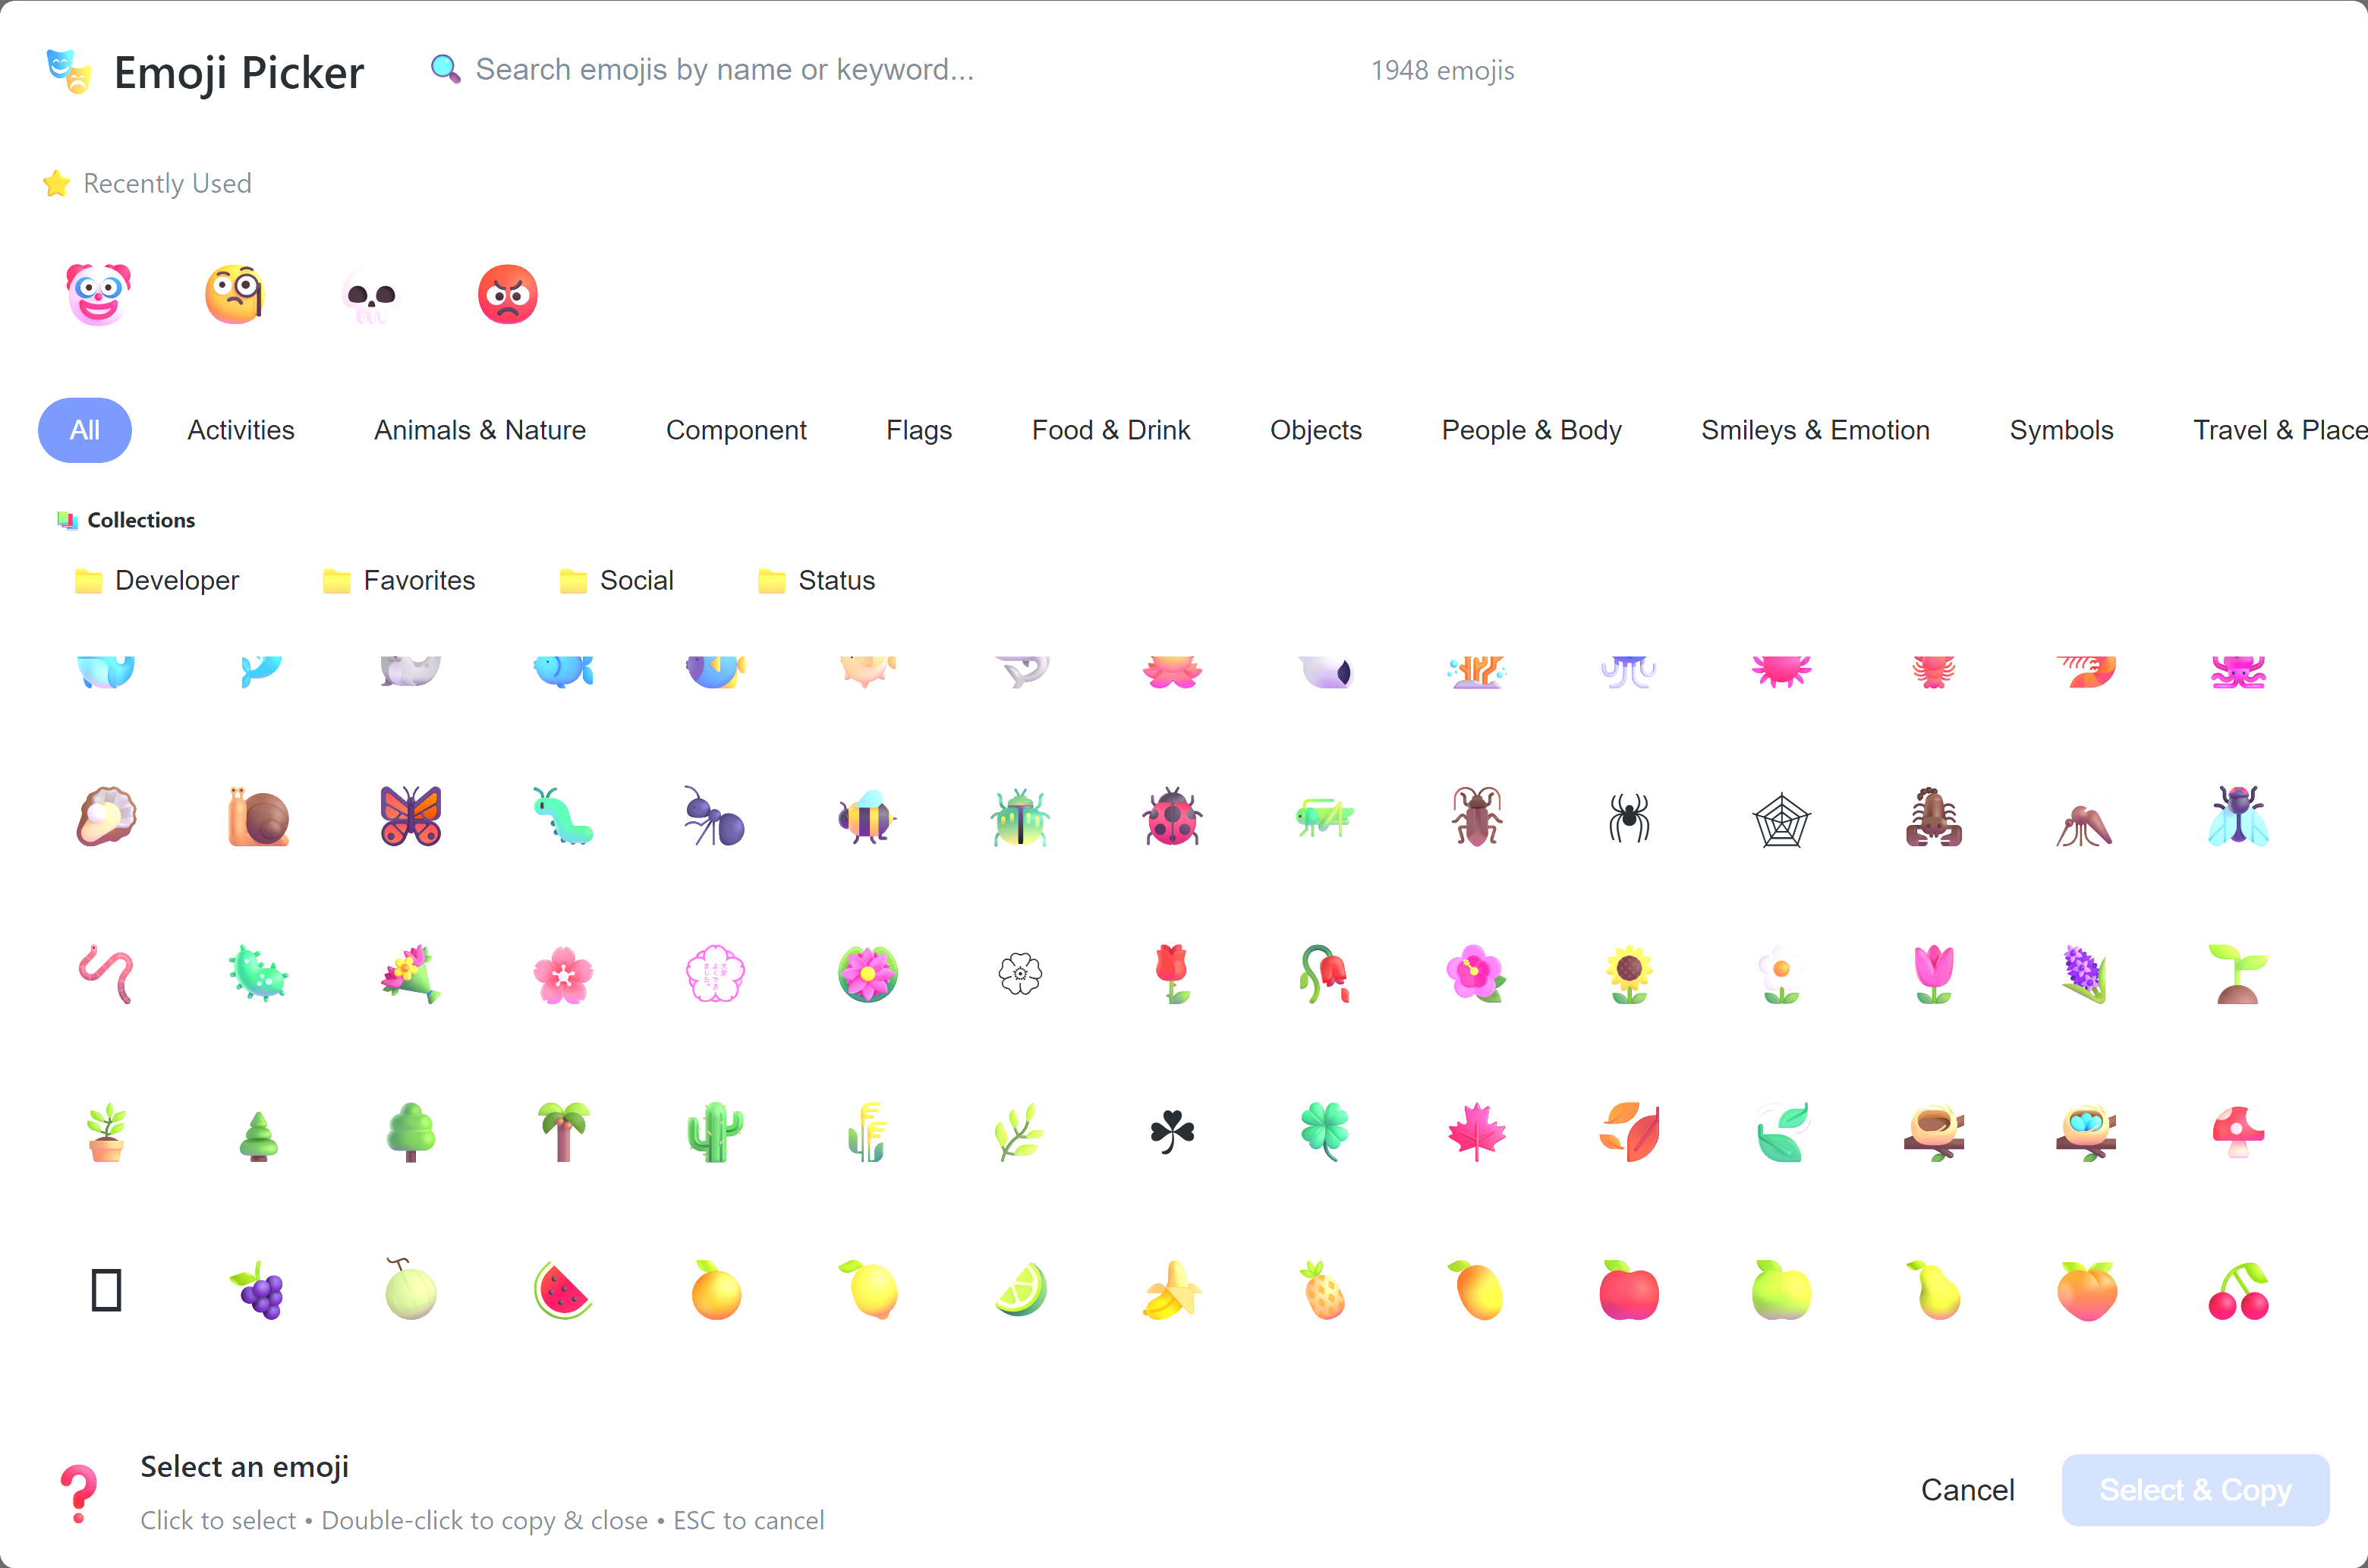 Emoji Picker
Search emojis by name or keyword...
1948 emojis
Recently Used
All
Activities
Animals & Nature
Component
Flags
Food & Drink
Objects
People & Body
Smileys & Emotion
Symbols
Travel & Place
Collections
Developer
Favorites
Social
Status
Select an emoji
Click to select • Double-click to copy & close • ESC to cancel
Cancel
Select & Copy